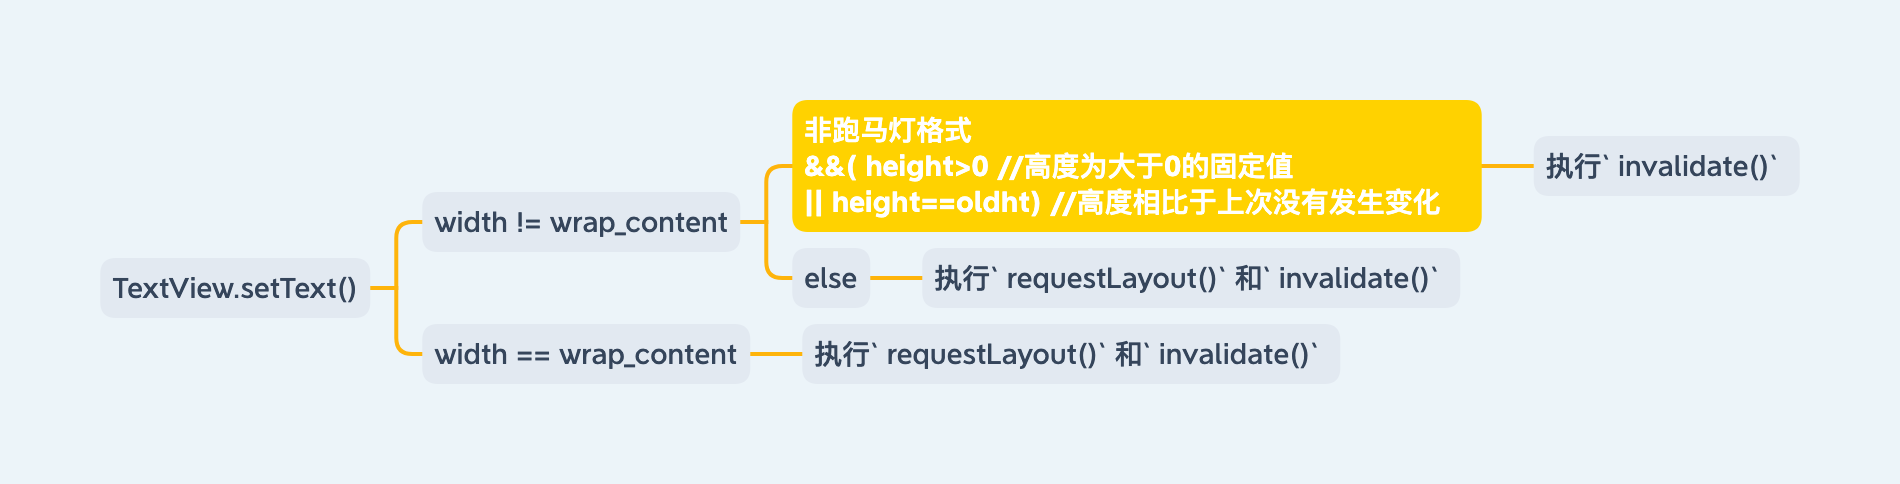 TextView.setText()
width != wrap_content
非跑马灯格式
&&( height>0 //高度为大于0的固定值
|| height==oldht) //高度相比于上次没有发生变化
执行` invalidate()`
else
执行` requestLayout()` 和` invalidate()`
width == wrap_content
执行` requestLayout()` 和` invalidate()`